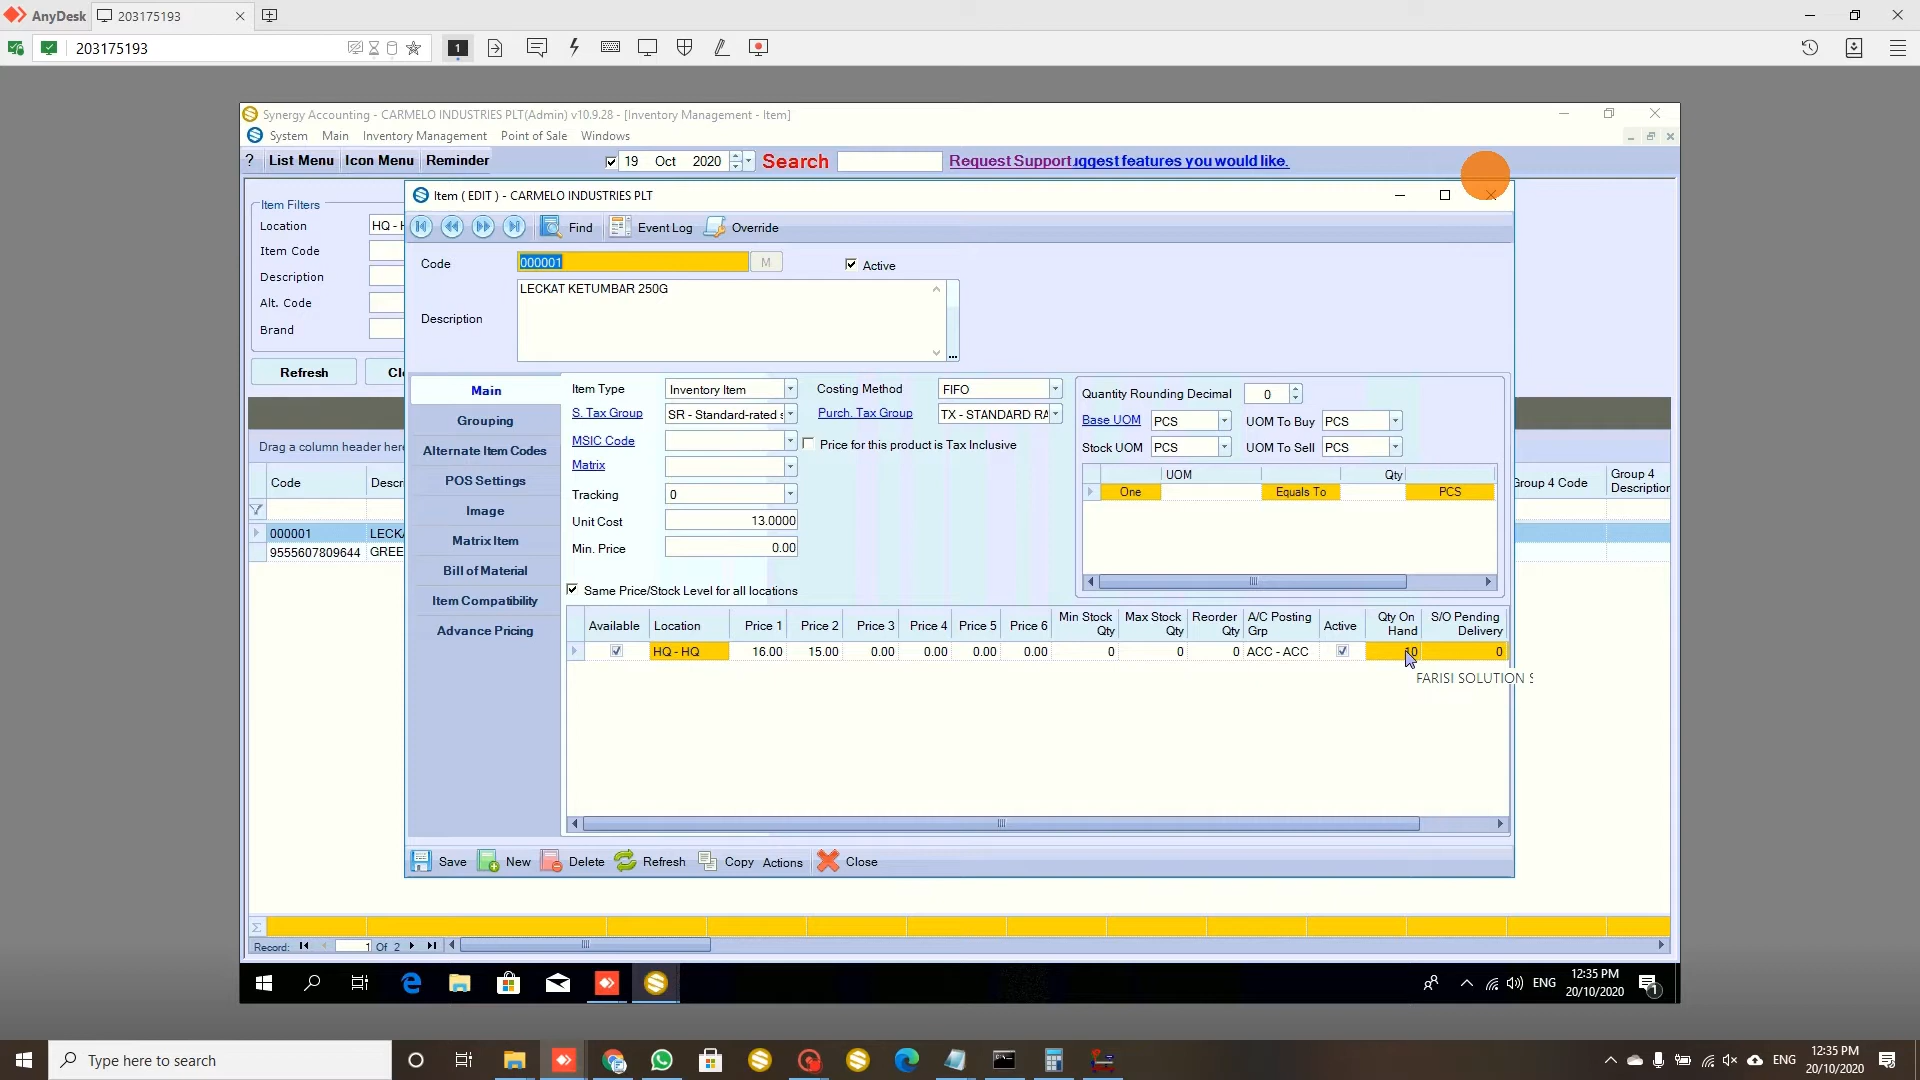 AnyDesk 203175193
203175193 1
Synergy Accounting - CARMELO INDUSTRIES PLT(Admin) v10.9.28 - [Inventory Management - Item]
System Main Inventory Management Point of Sale Windows
? List Menu Icon Menu Reminder 19 Oct 2020 Search Request Support uggest features you would like.
Item ( EDIT ) - CARMELO INDUSTRIES PLT
Find Event Log Override
Item Filters
Location HQ - H
Item Code
Description
Alt. Code
Brand
Refresh Cl
Code 000001 M Active
Description LECKAT KETUMBAR 250G
...
Main
Grouping
Alternate Item Codes
POS Settings
Image
Matrix Item
Bill of Material
Item Compatibility
Advance Pricing
Item Type Inventory Item Costing Method FIFO
S. Tax Group SR - Standard-rated s Purch. Tax Group TX - STANDARD RA
MSIC Code Price for this product is Tax Inclusive
Matrix
Tracking 0
Unit Cost 13.0000
Min. Price 0.00
Quantity Rounding Decimal 0
Base UOM PCS UOM To Buy PCS
Stock UOM PCS UOM To Sell PCS
UOM Qty
One Equals To PCS
Same Price/Stock Level for all locations
Available Location Price 1 Price 2 Price 3 Price 4 Price 5 Price 6 Min Stock Qty Max Stock Qty Reorder Qty A/C Posting Grp Active Qty On Hand S/O Pending Delivery
HQ - HQ 16.00 15.00 0.00 0.00 0.00 0.00 0 0 0 ACC - ACC 10 0
FARISI SOLUTION S
Save New Delete Refresh Copy Actions Close
Drag a column header here
Code Descr Group 4 Code Group 4 Description
000001 LECKA
9555607809644 GREE
Record: 1 Of 2
ENG 12:35 PM
20/10/2020 1
Type here to search ENG 12:35 PM
20/10/2020